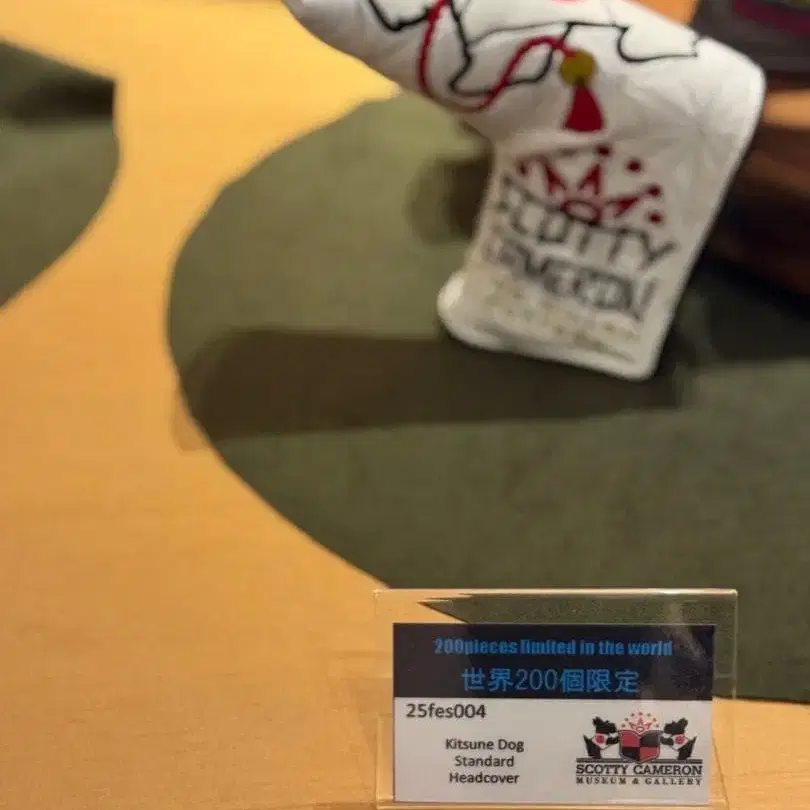 SCOTTY
CAMERON
200pieces limited in the world
世界200個限定
25fes004
Kitsune Dog
Standard
Headcover
SCOTTY CAMERON
MUSEUM & GALLERY